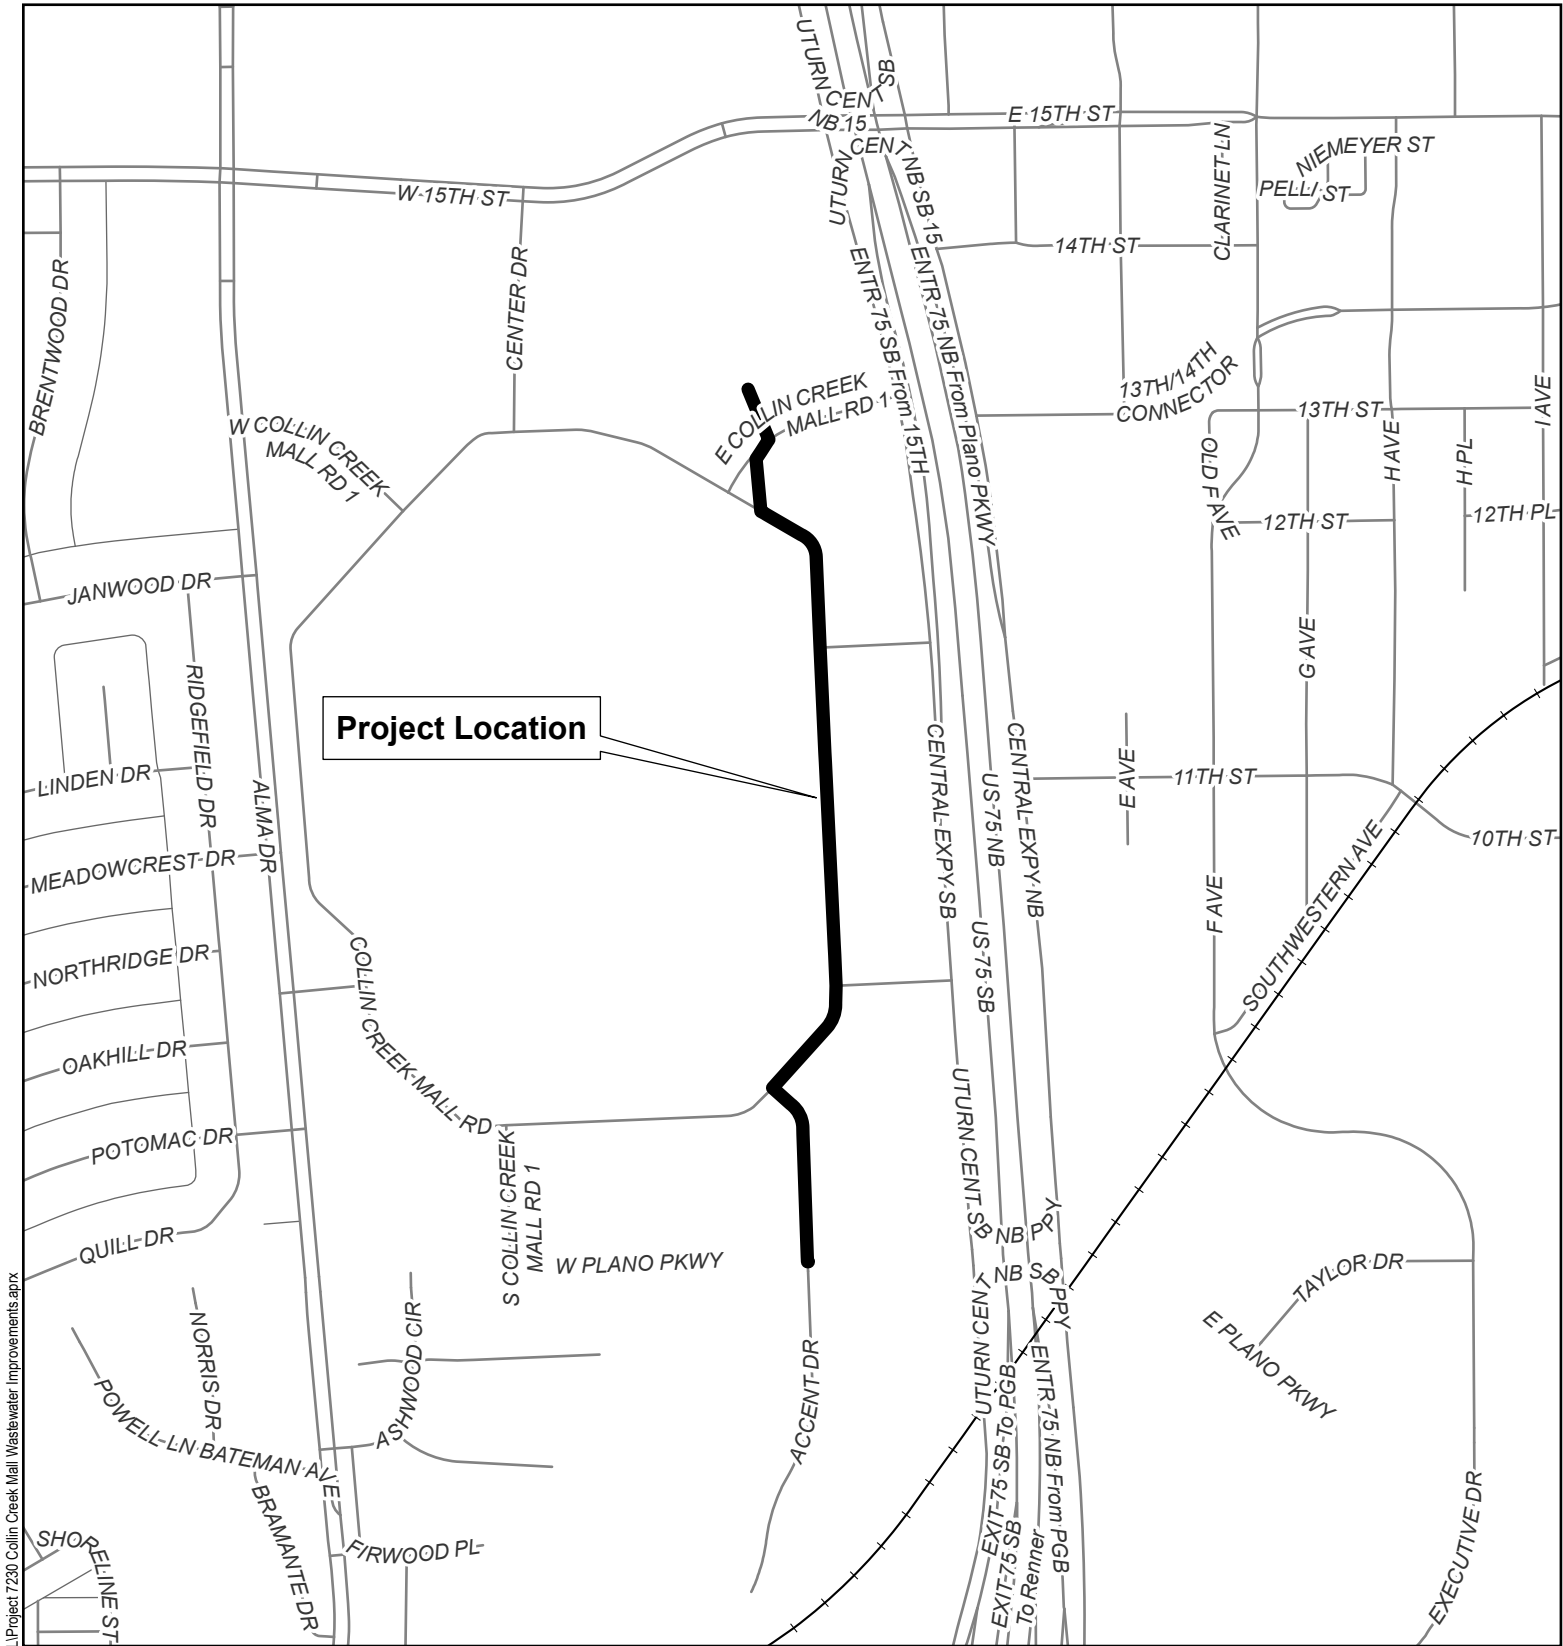 UTURN
CENT
SB
NB 15
E 15TH ST
CENT
NB SB 15
UTURN
NIEMEYER ST
PELLI ST
CLARINET LN
W 15TH ST
14TH ST
BRENTWOOD DR
CENTER DR
ENTR-75 SB From 15TH
ENTR-75 NB From Plano PKWY
13TH/14TH
CONNECTOR
E COLLIN CREEK
MALL RD 1
W COLLIN CREEK
MALL RD 1
13TH ST
I AVE
H AVE
H PL
OLD F AVE
12TH ST
12TH PL
JANWOOD DR
RIDGEFIELD DR
G AVE
Project Location
LINDEN DR
ALMA DR
CENTRAL EXPY SB
US-75 NB
CENTRAL EXPY NB
E AVE
11TH ST
10TH ST
MEADOWCREST DR
F AVE
SOUTHWESTERN AVE
NORTHRIDGE DR
COLLIN CREEK MALL RD
US-75 SB
OAKHILL DR
POTOMAC DR
S COLLIN CREEK
MALL RD 1
UTURN CENT SB
NB PPY
QUILL DR
W PLANO PKWY
UTURN CENT
NB SB PPY
TAYLOR DR
E PLANO PKWY
NORRIS DR
ASHWOOD CIR
ACCENT DR
POWELL LN
BATEMAN AVE
EXIT-75 SB To PGB
ENTR-75 NB From PGB
BRAMANTE DR
FIRWOOD PL
SHORELINE ST
EXIT-75 SB
To Renner
EXECUTIVE DR
L:\Project 7230 Collin Creek Mall Wastewater Improvements.aprx